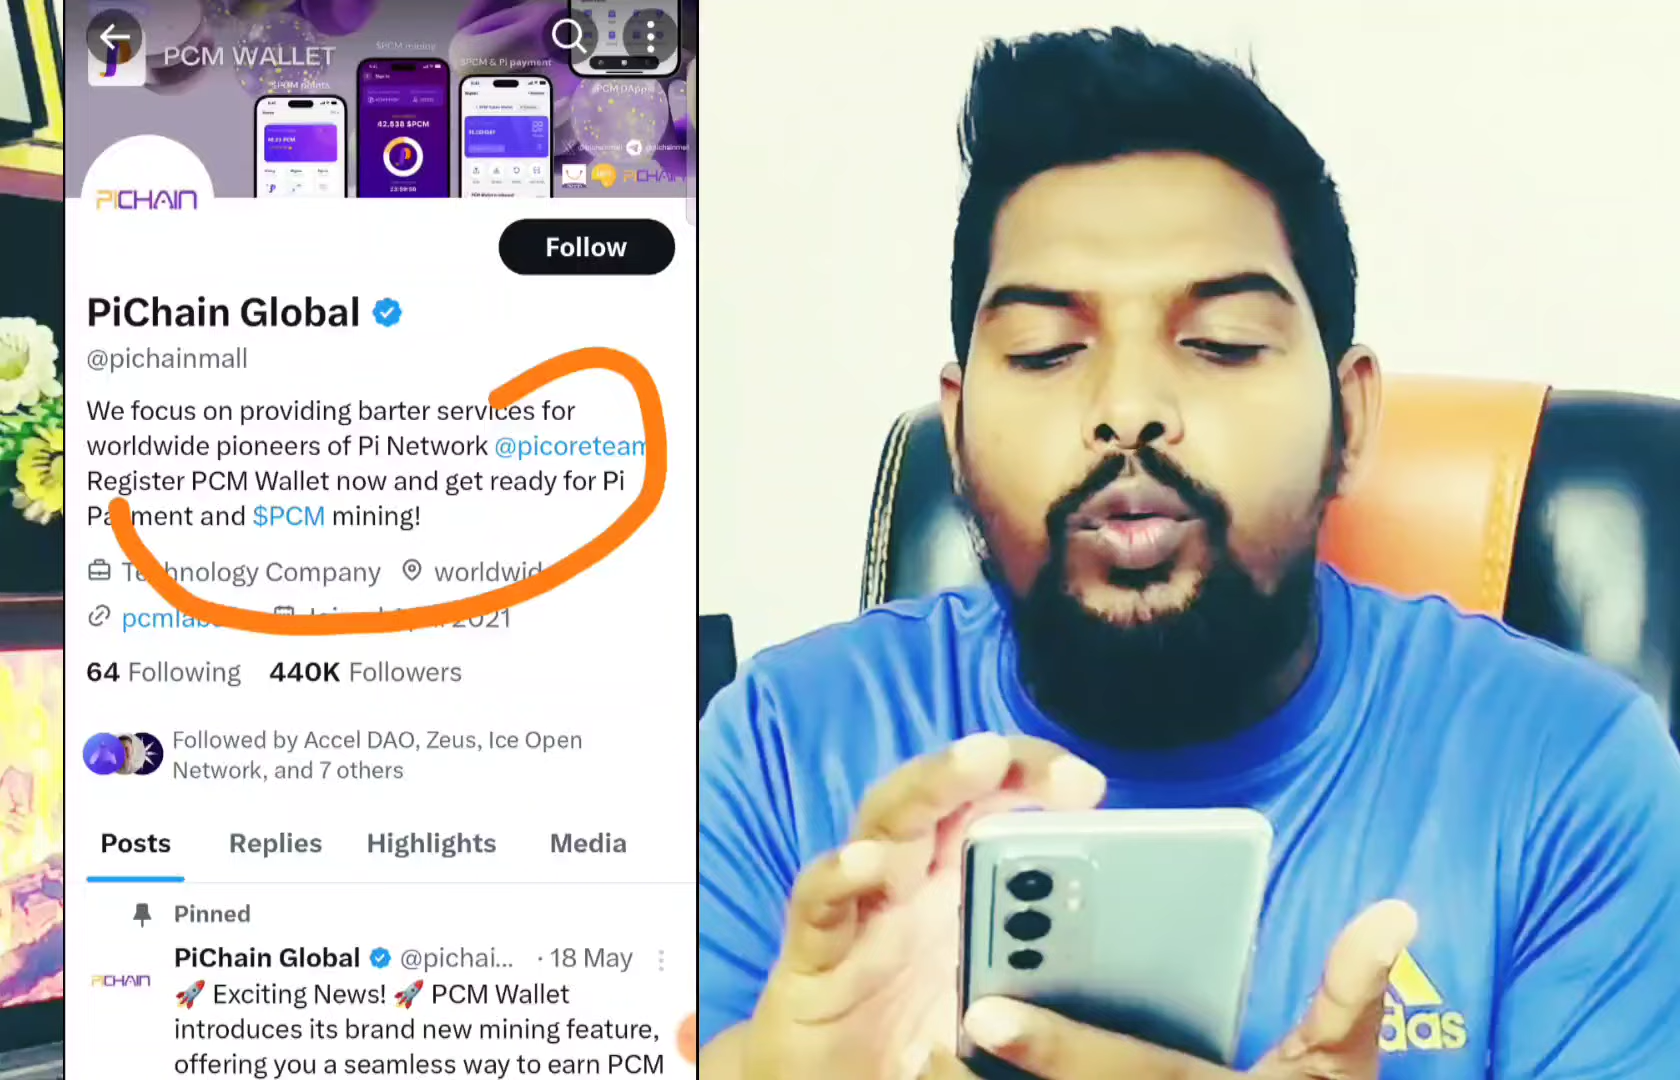 PCM WALLET
$PCM mining
$PCM & Pi payment
$PCM points
42.538 $PCM
PICHAIN
PICHAIN
Follow
PiChain Global
@pichainmall
We focus on providing barter services for
worldwide pioneers of Pi Network @picoreteam
Register PCM Wallet now and get ready for Pi
Payment and $PCM mining!
Technology Company worldwid
pcmlab 2021
64 Following 440K Followers
Followed by Accel DAO, Zeus, Ice Open
Network, and 7 others
Posts Replies Highlights Media
Pinned
PiChain Global @pichai... · 18 May
PICHAIN
🚀 Exciting News! 🚀 PCM Wallet
introduces its brand new mining feature,
offering you a seamless way to earn PCM
das